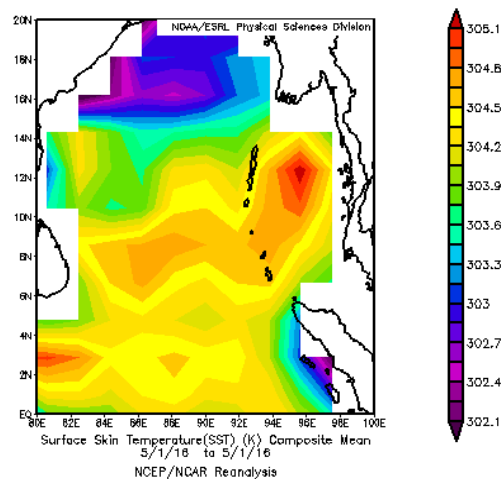 NOAA/ESRL Physical Sciences Division
20N
18N
16N
14N
12N
10N
8N
6N
4N
2N
EQ
80E 82E 84E 86E 88E 90E 92E 94E 96E 98E 100E
305.1
304.8
304.5
304.2
303.9
303.6
303.3
303
302.7
302.4
302.1
Surface Skin Temperature(SST) (K) Composite Mean
5/1/16 to 5/1/16
NCEP/NCAR Reanalysis